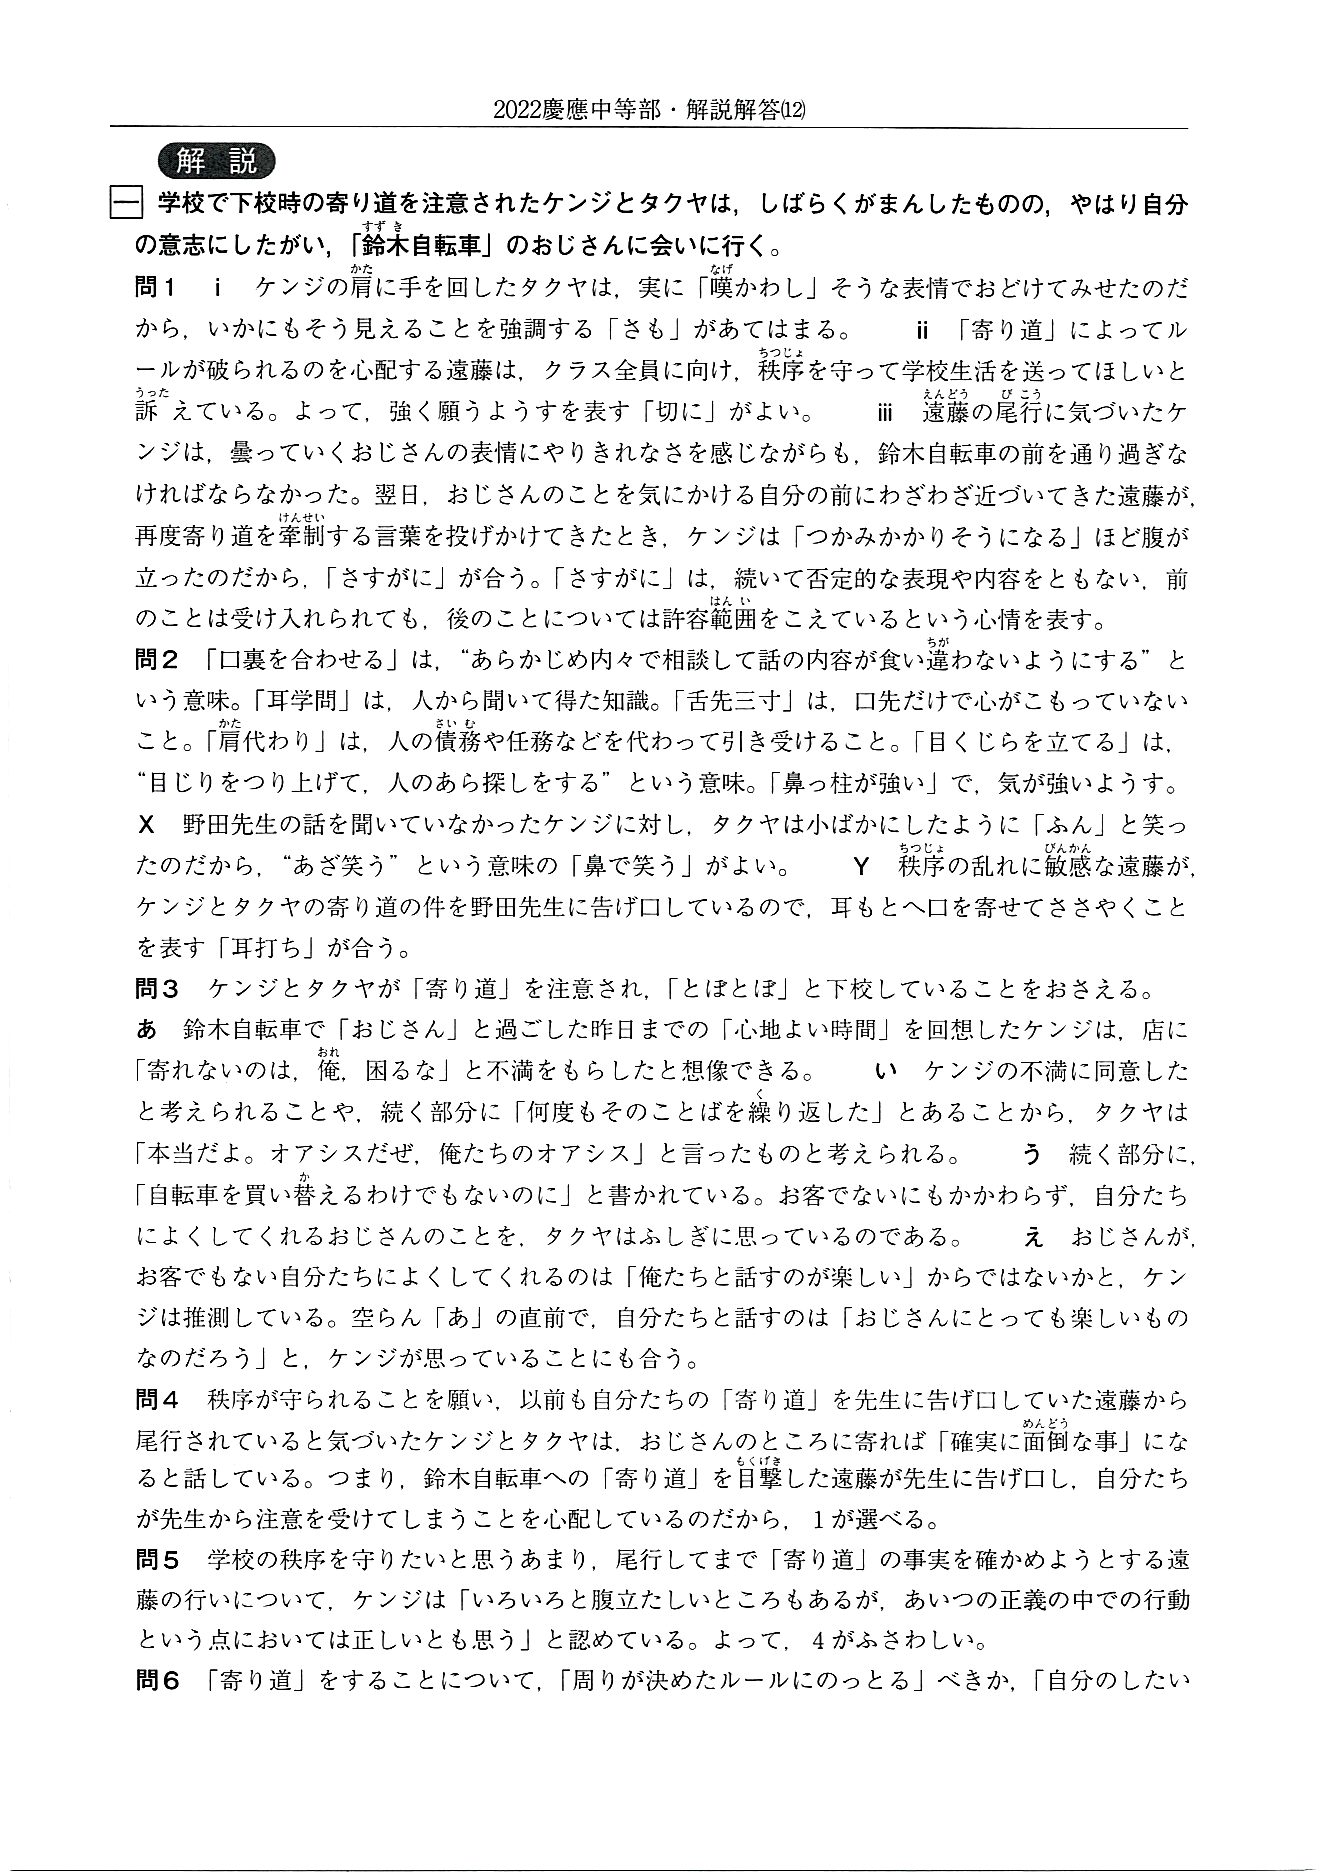 2022慶應中等部・解説解答⑿
解説
一 学校で下校時の寄り道を注意されたケンジとタクヤは，しばらくがまんしたものの，やはり自分
の意志にしたがい，「鈴木自転車」のおじさんに会いに行く。
問1 ⅰ ケンジの肩に手を回したタクヤは，実に「嘆かわし」そうな表情でおどけてみせたのだ
から，いかにもそう見えることを強調する「さも」があてはまる。 ⅱ 「寄り道」によってル
ールが破られるのを心配する遠藤は，クラス全員に向け，秩序を守って学校生活を送ってほしいと
訴えている。よって，強く願うようすを表す「切に」がよい。 ⅲ 遠藤の尾行に気づいたケ
ンジは，曇っていくおじさんの表情にやりきれなさを感じながらも，鈴木自転車の前を通り過ぎな
ければならなかった。翌日，おじさんのことを気にかける自分の前にわざわざ近づいてきた遠藤が，
再度寄り道を牽制する言葉を投げかけてきたとき，ケンジは「つかみかかりそうになる」ほど腹が
立ったのだから，「さすがに」が合う。「さすがに」は，続いて否定的な表現や内容をともない，前
のことは受け入れられても，後のことについては許容範囲をこえているという心情を表す。
問2 「口裏を合わせる」は，“あらかじめ内々で相談して話の内容が食い違わないようにする”と
いう意味。「耳学問」は，人から聞いて得た知識。「舌先三寸」は，口先だけで心がこもっていない
こと。「肩代わり」は，人の債務や任務などを代わって引き受けること。「目くじらを立てる」は，
“目じりをつり上げて，人のあら探しをする”という意味。「鼻っ柱が強い」で，気が強いようす。
X 野田先生の話を聞いていなかったケンジに対し，タクヤは小ばかにしたように「ふん」と笑っ
たのだから，“あざ笑う”という意味の「鼻で笑う」がよい。 Y 秩序の乱れに敏感な遠藤が，
ケンジとタクヤの寄り道の件を野田先生に告げ口しているので，耳もとへ口を寄せてささやくこと
を表す「耳打ち」が合う。
問3 ケンジとタクヤが「寄り道」を注意され，「とぼとぼ」と下校していることをおさえる。
あ 鈴木自転車で「おじさん」と過ごした昨日までの「心地よい時間」を回想したケンジは，店に
「寄れないのは，俺，困るな」と不満をもらしたと想像できる。 い ケンジの不満に同意した
と考えられることや，続く部分に「何度もそのことばを繰り返した」とあることから，タクヤは
「本当だよ。オアシスだぜ，俺たちのオアシス」と言ったものと考えられる。 う 続く部分に，
「自転車を買い替えるわけでもないのに」と書かれている。お客でないにもかかわらず，自分たち
によくしてくれるおじさんのことを，タクヤはふしぎに思っているのである。 え おじさんが，
お客でもない自分たちによくしてくれるのは「俺たちと話すのが楽しい」からではないかと，ケン
ジは推測している。空らん「あ」の直前で，自分たちと話すのは「おじさんにとっても楽しいもの
なのだろう」と，ケンジが思っていることにも合う。
問4 秩序が守られることを願い，以前も自分たちの「寄り道」を先生に告げ口していた遠藤から
尾行されていると気づいたケンジとタクヤは，おじさんのところに寄れば「確実に面倒な事」にな
ると話している。つまり，鈴木自転車への「寄り道」を目撃した遠藤が先生に告げ口し，自分たち
が先生から注意を受けてしまうことを心配しているのだから，1が選べる。
問5 学校の秩序を守りたいと思うあまり，尾行してまで「寄り道」の事実を確かめようとする遠
藤の行いについて，ケンジは「いろいろと腹立たしいところもあるが，あいつの正義の中での行動
という点においては正しいとも思う」と認めている。よって，4がふさわしい。
問6 「寄り道」をすることについて，「周りが決めたルールにのっとる」べきか，「自分のしたい